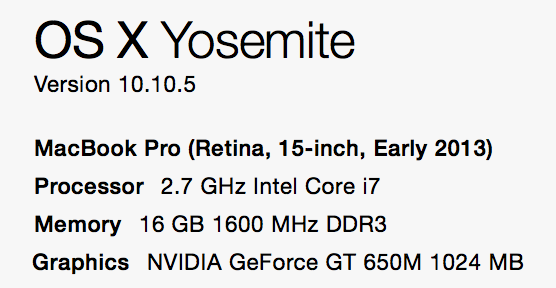 OS X Yosemite
Version 10.10.5
MacBook Pro (Retina, 15-inch, Early 2013)
Processor 2.7 GHz Intel Core i7
Memory 16 GB 1600 MHz DDR3
Graphics NVIDIA GeForce GT 650M 1024 MB